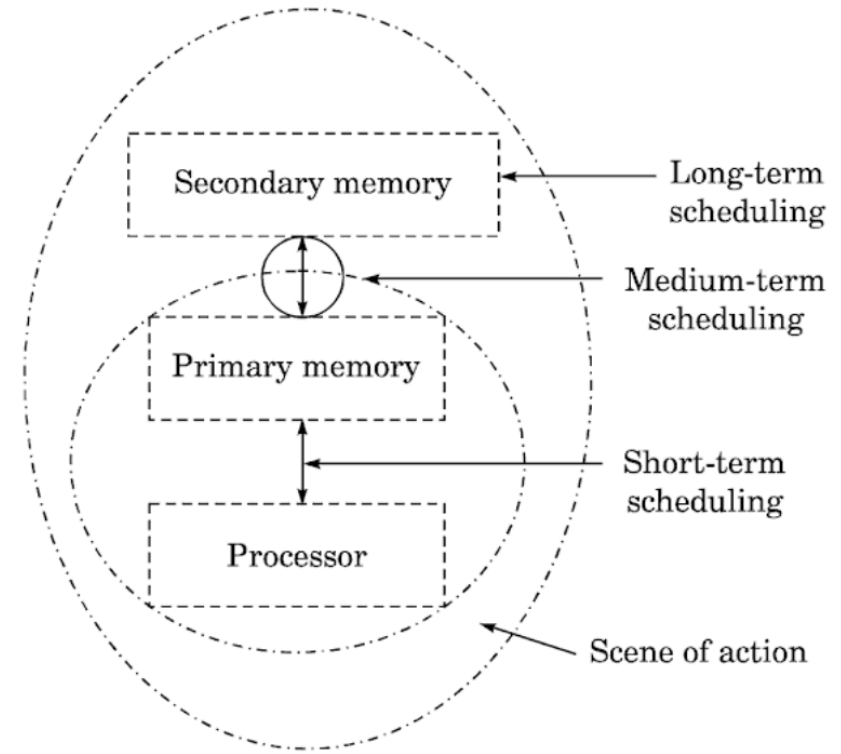 Secondary memory
Long-term
scheduling
Medium-term
scheduling
Primary memory
Short-term
scheduling
Processor
Scene of action